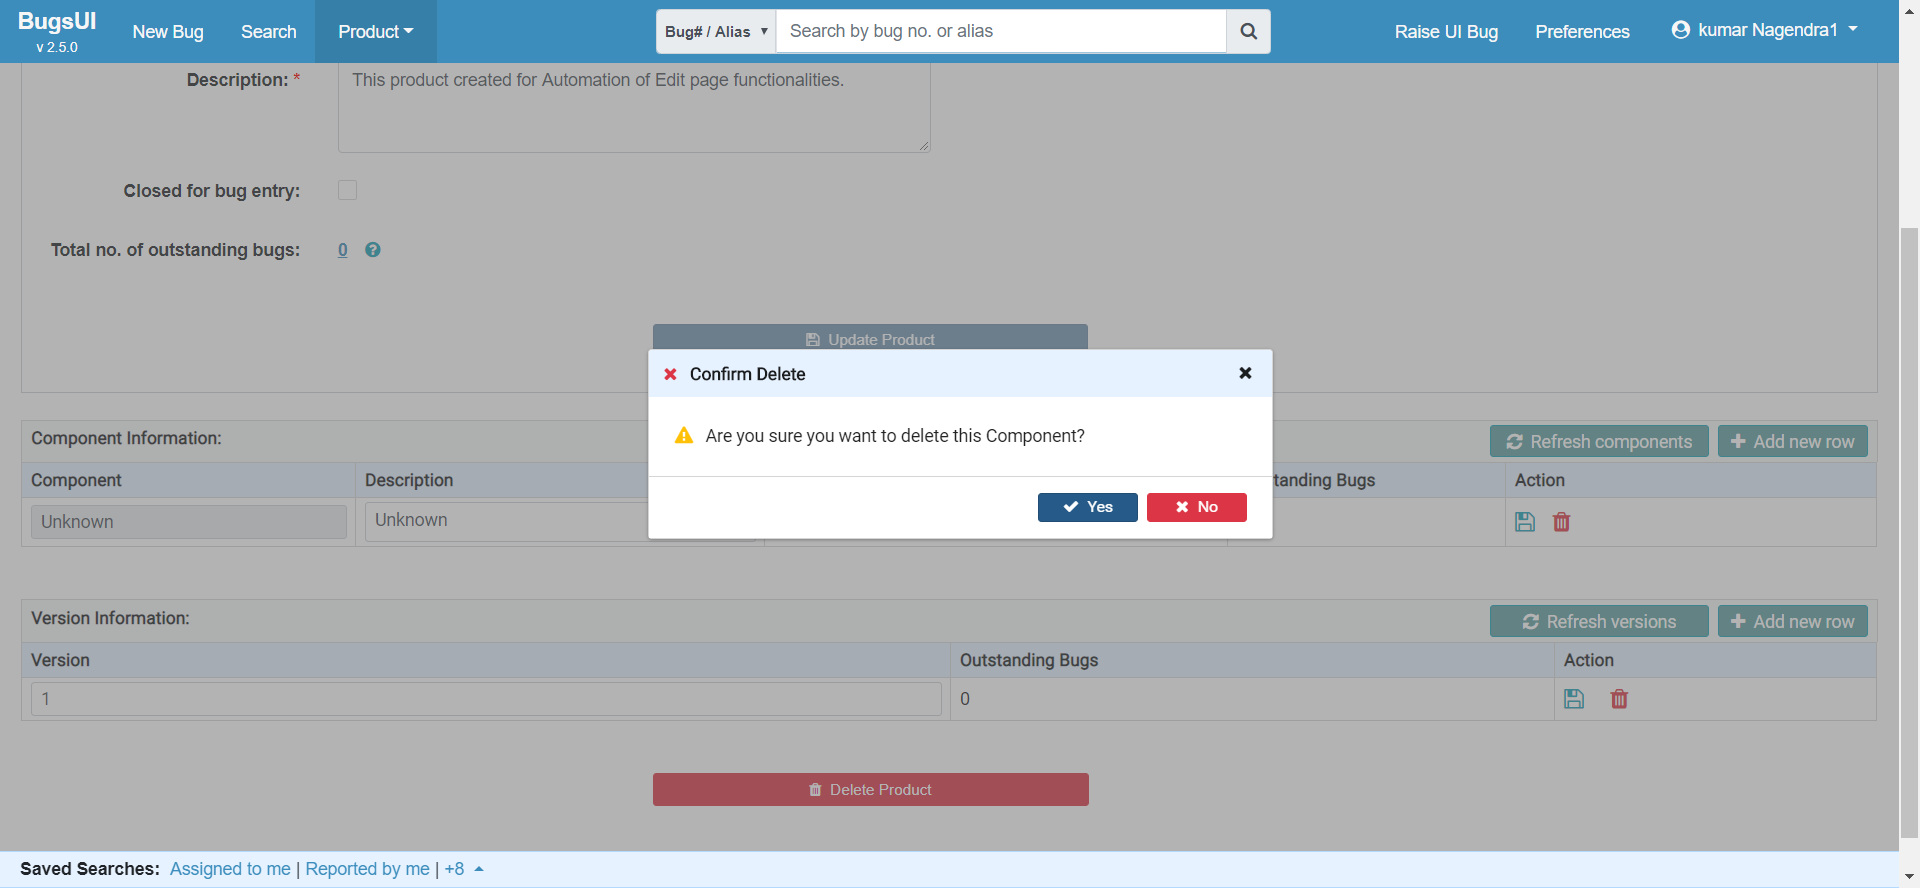 BugsUI
v 2.5.0
New Bug
Search
Product
Bug# / Alias
Search by bug no. or alias
Raise UI Bug
Preferences
kumar Nagendra1
Description: *
This product created for Automation of Edit page functionalities.
Closed for bug entry:
Total no. of outstanding bugs:
0
Update Product
Confirm Delete
Are you sure you want to delete this Component?
Yes
No
Component Information:
Refresh components
Add new row
Component
Description
tanding Bugs
Action
Unknown
Unknown
Version Information:
Refresh versions
Add new row
Version
Outstanding Bugs
Action
1
0
Delete Product
Saved Searches: Assigned to me | Reported by me | +8